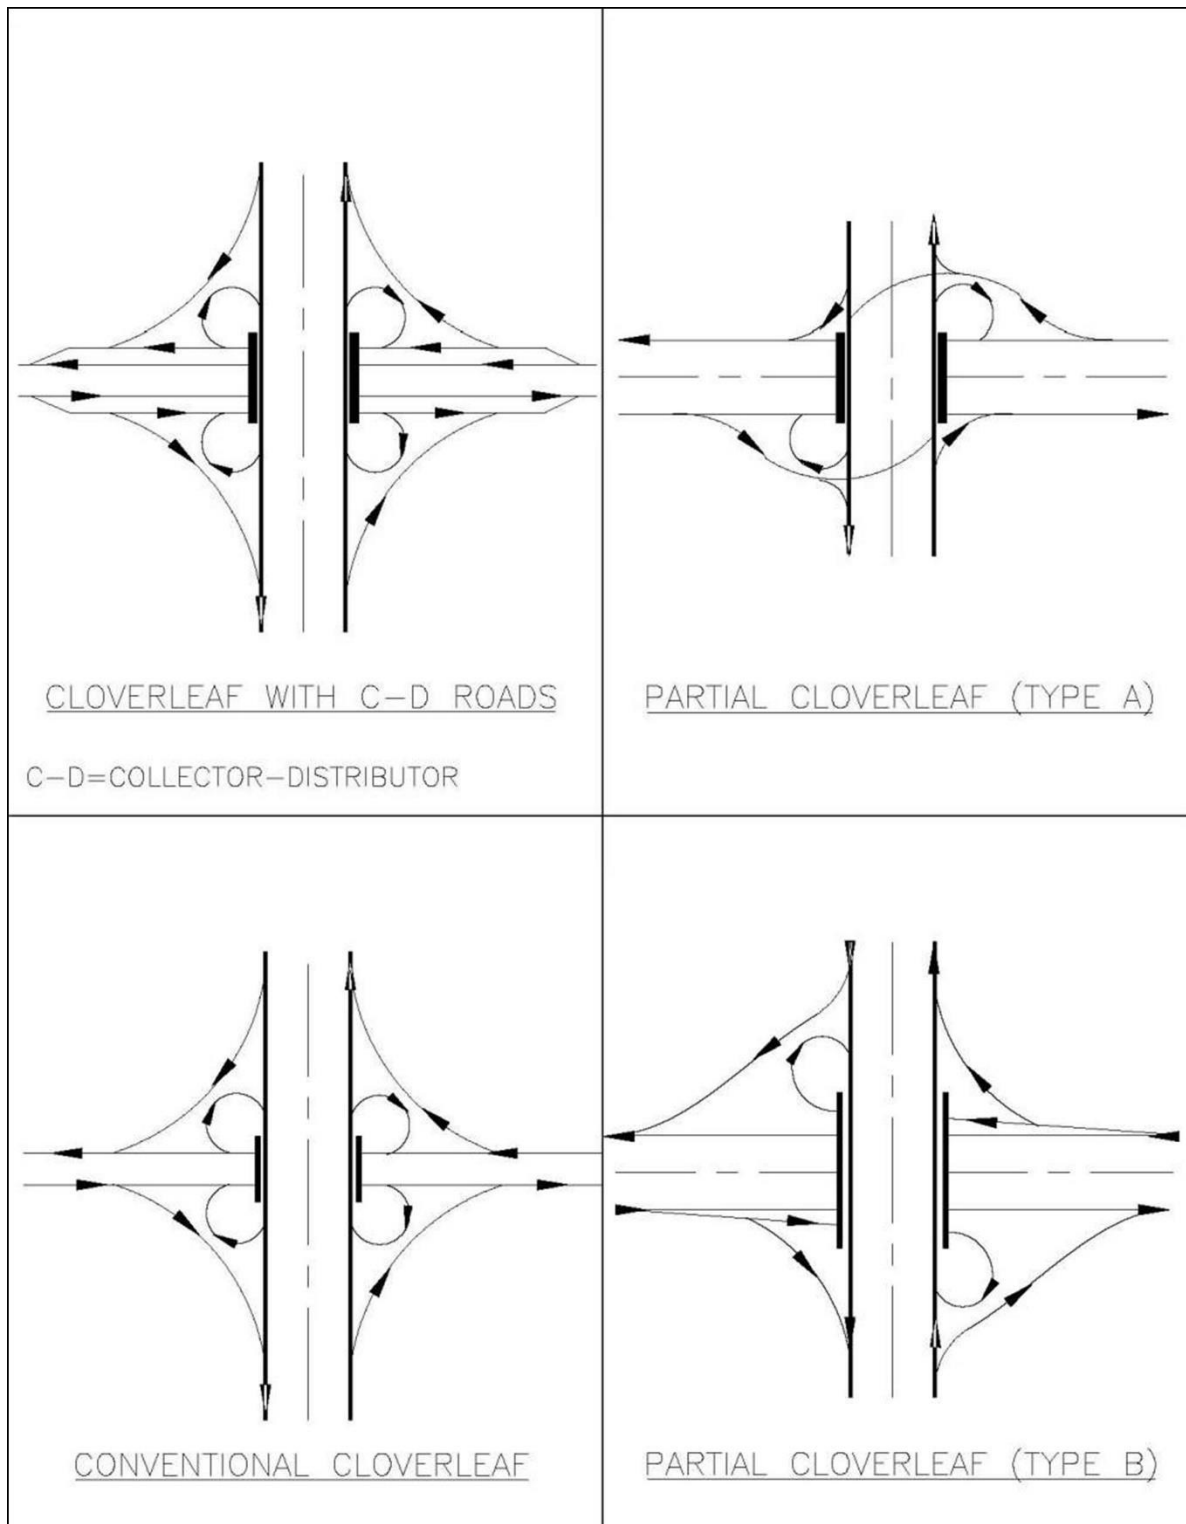 CLOVERLEAF WITH C-D ROADS
C-D=COLLECTOR-DISTRIBUTOR
PARTIAL CLOVERLEAF (TYPE A)
CONVENTIONAL CLOVERLEAF
PARTIAL CLOVERLEAF (TYPE B)